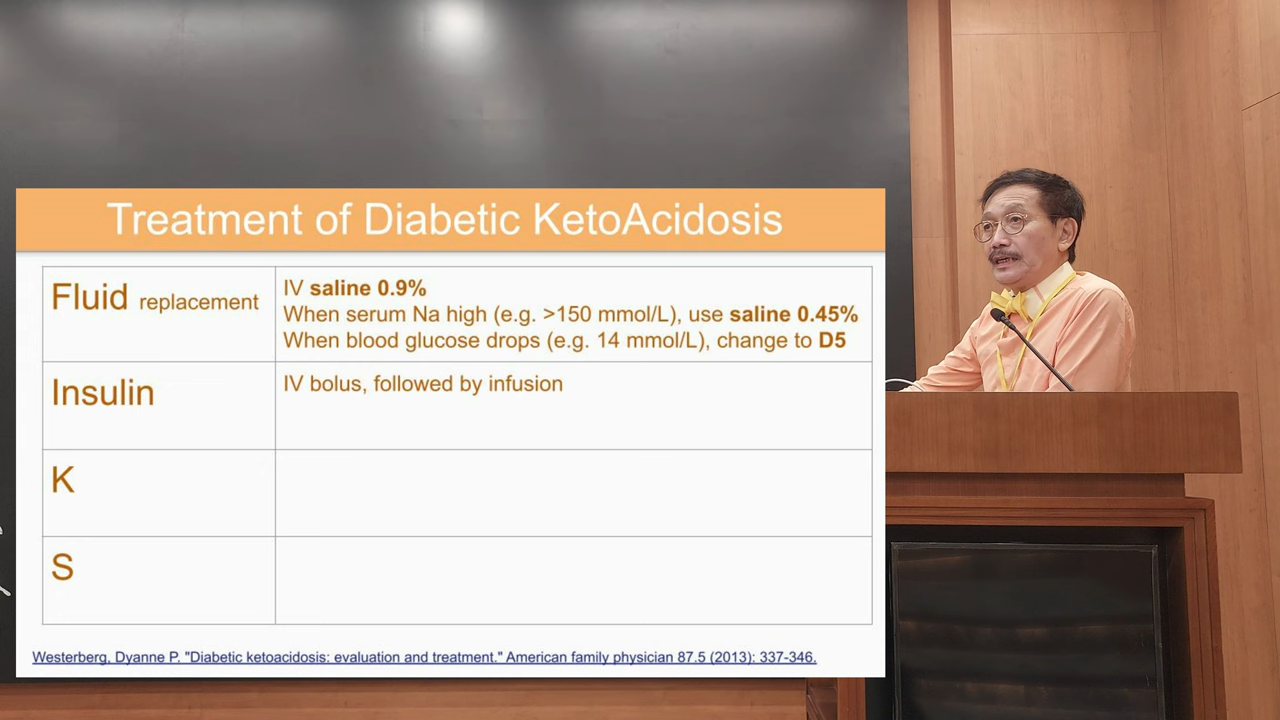 Treatment of Diabetic KetoAcidosis
Fluid replacement
IV saline 0.9%
When serum Na high (e.g. >150 mmol/L), use saline 0.45%
When blood glucose drops (e.g. 14 mmol/L), change to D5
Insulin
IV bolus, followed by infusion
K
S
Westerberg, Dyanne P. "Diabetic ketoacidosis: evaluation and treatment." American family physician 87.5 (2013): 337-346.